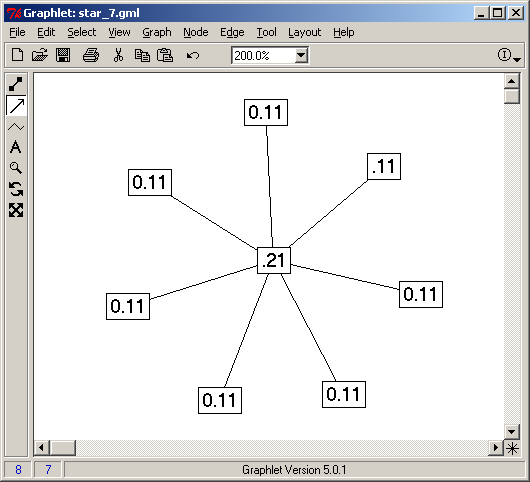 Graphlet: star_7.gml
File Edit Select View Graph Node Edge Tool Layout Help
200.0%
A
0.11
.11
0.11
.21
0.11
0.11
0.11
0.11
8 7 Graphlet Version 5.0.1